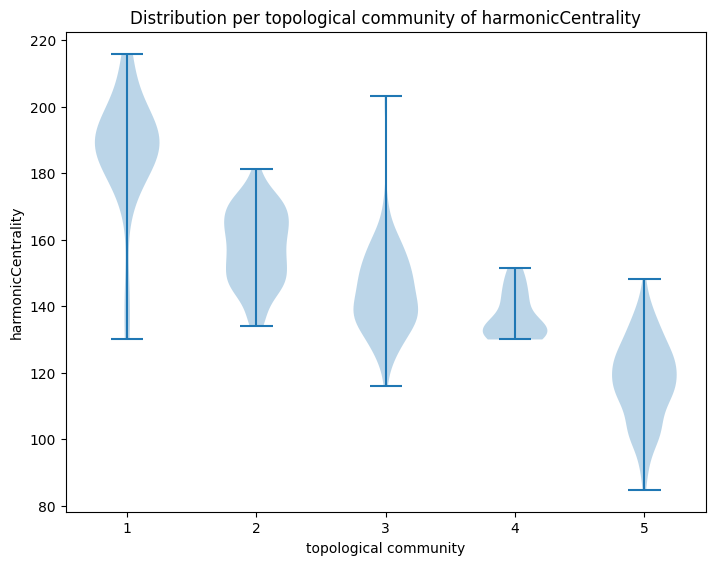 Distribution per topological community of harmonicCentrality
220
200
180
160
140
120
100
80
harmonicCentrality
1 2 3 4 5
topological community